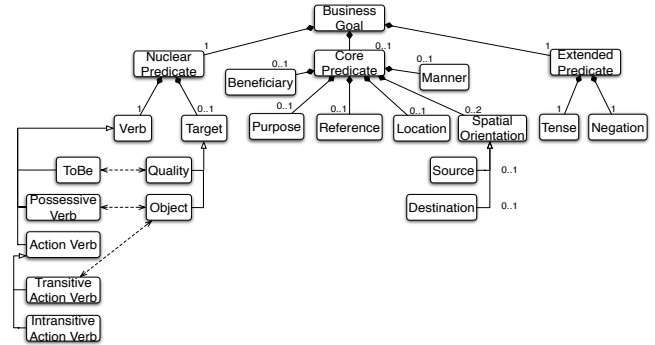 Business
Goal
1
0..1
1
Nuclear
Predicate
Core
Predicate
Extended
Predicate
Beneficiary
0..1
0..1
Manner
1
0..1
0..1
0..1
0..1
0..2
1
1
Verb
Target
Purpose
Reference
Location
Spatial
Orientation
Tense
Negation
ToBe
Quality
Source
0..1
Possessive
Verb
Object
Destination
0..1
Action Verb
Transitive
Action Verb
Intransitive
Action Verb